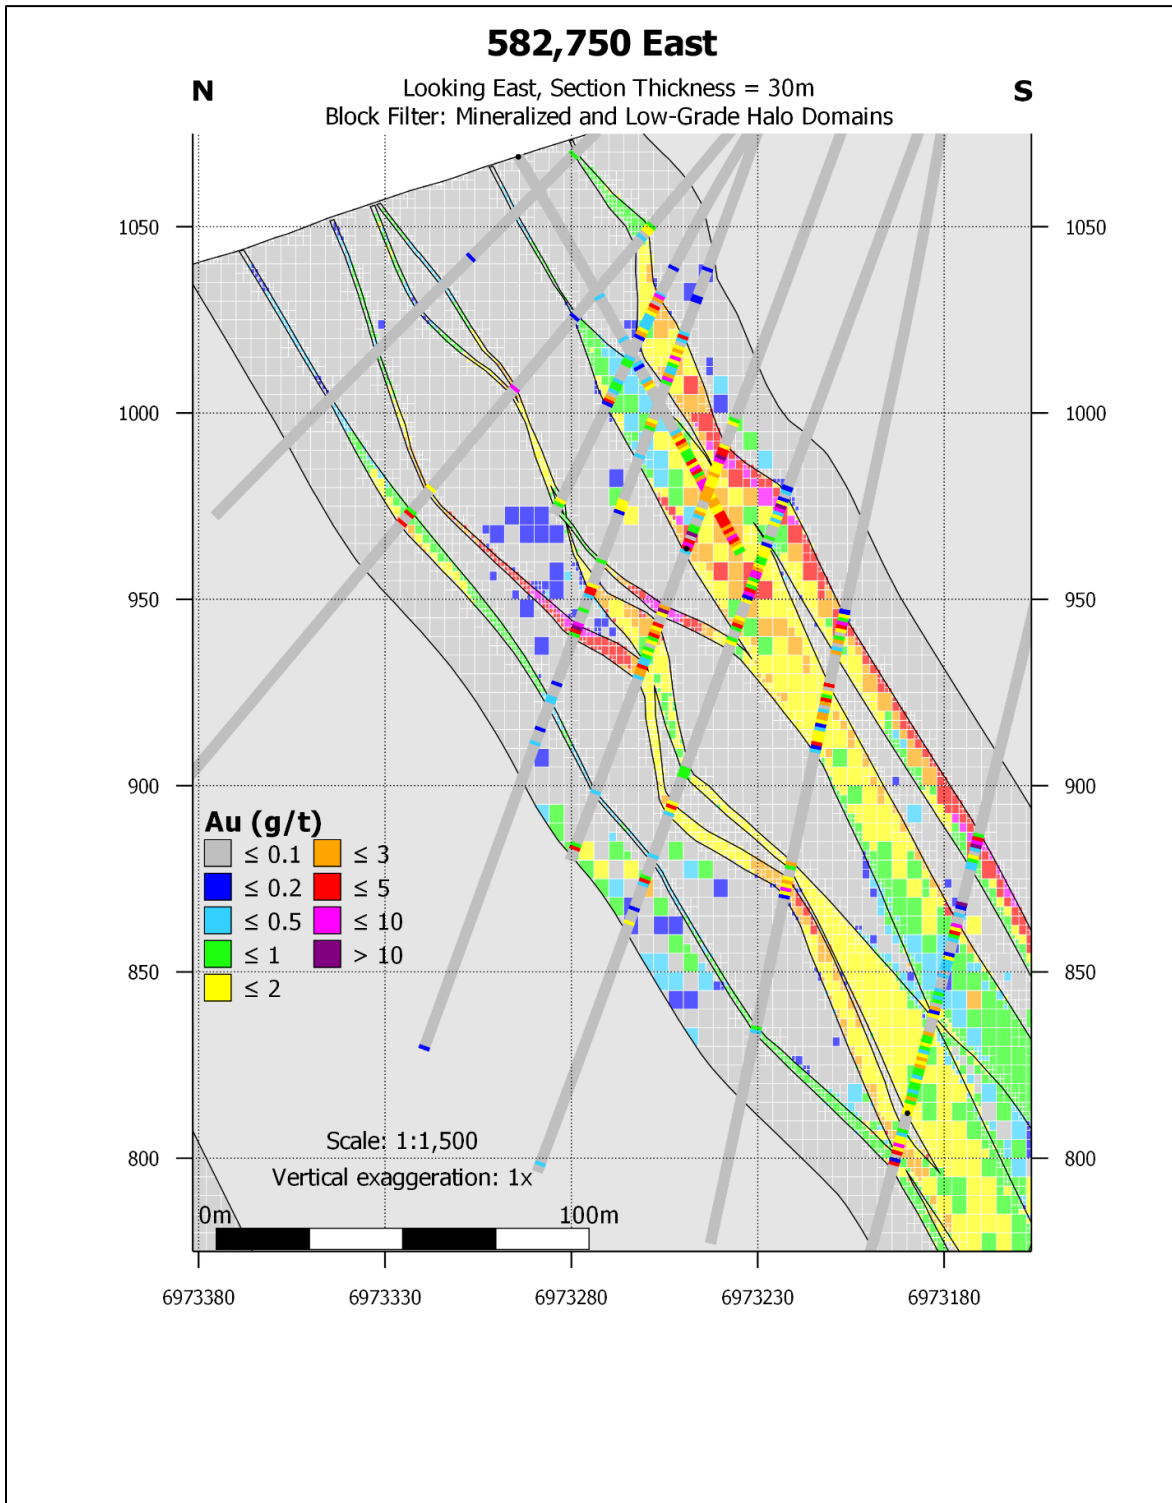 582,750 East
Looking East, Section Thickness = 30m
Block Filter: Mineralized and Low-Grade Halo Domains
N S
1050 1050
1000 1000
950 950
900 900
850 850
800 800
Au (g/t)
≤ 0.1 ≤ 3
≤ 0.2 ≤ 5
≤ 0.5 ≤ 10
≤ 1 > 10
≤ 2
Scale: 1:1,500
Vertical exaggeration: 1x
0m 100m
6973380 6973330 6973280 6973230 6973180